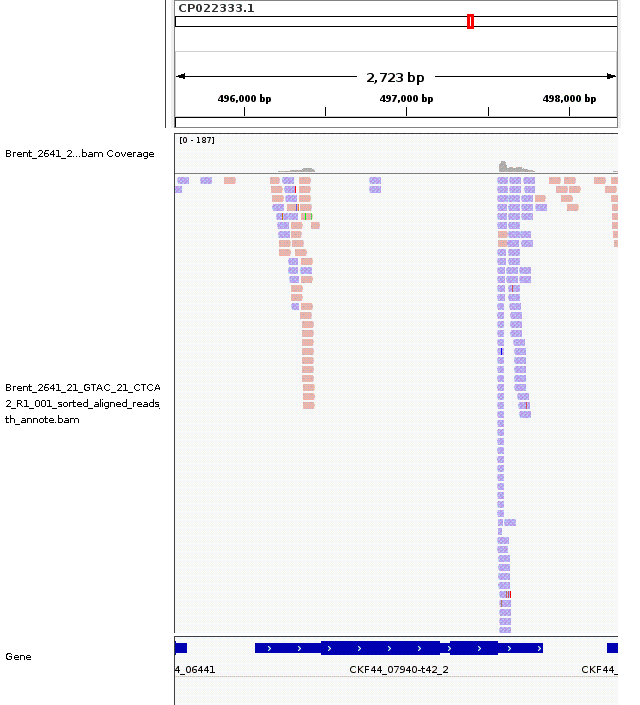 CP022333.1
2,723 bp
496,000 bp 497,000 bp 498,000 bp
[0 - 187]
Brent_2641_2...bam Coverage
Brent_2641_21_GTAC_21_CTCA
2_R1_001_sorted_aligned_reads_
th_annote.bam
Gene
4_06441 CKF44_07940-t42_2 CKF44_